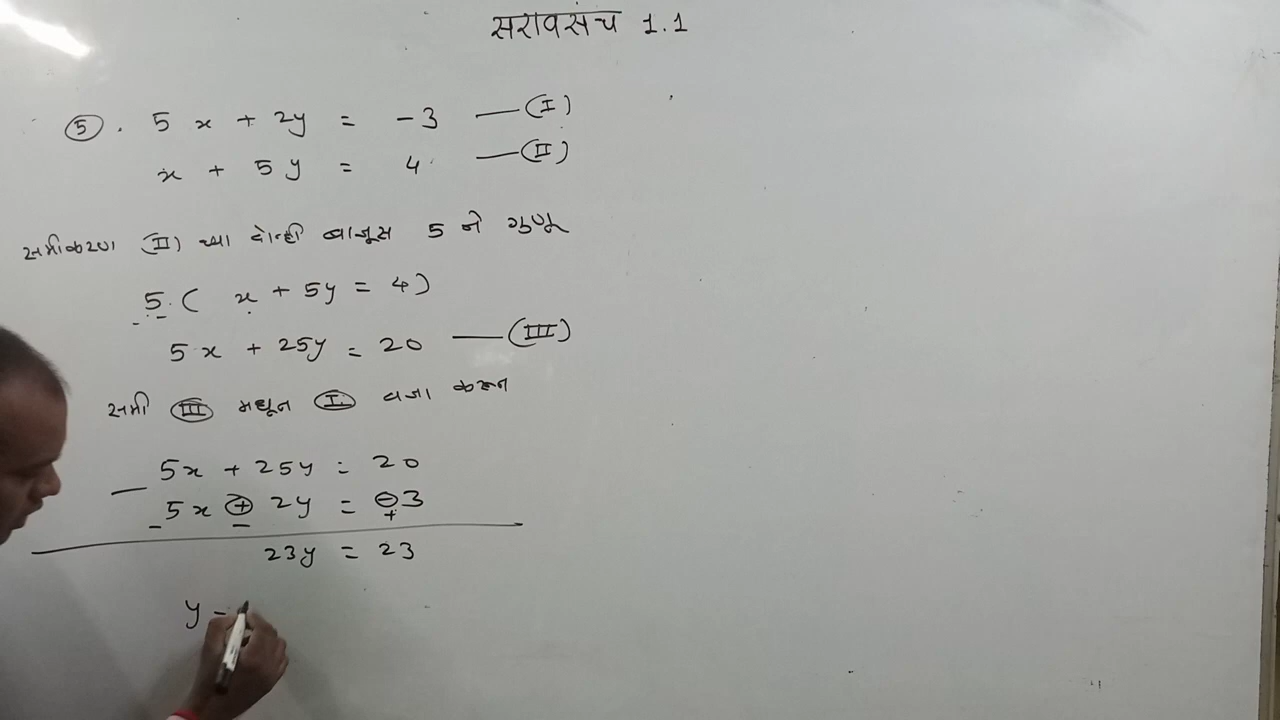 सरावसंच 1.1
(5). 5x + 2y = -3 —(I)
x + 5y = 4 —(II)
समीकरण (II) च्या दोन्ही बाजूस 5 ने गुणू
5.( x + 5y = 4)
5x + 25y = 20 —(III)
समी (III) मधून (I) वजा करून
5x + 25y = 20
— 5x + 2y = -3
- - +
23y = 23
y -